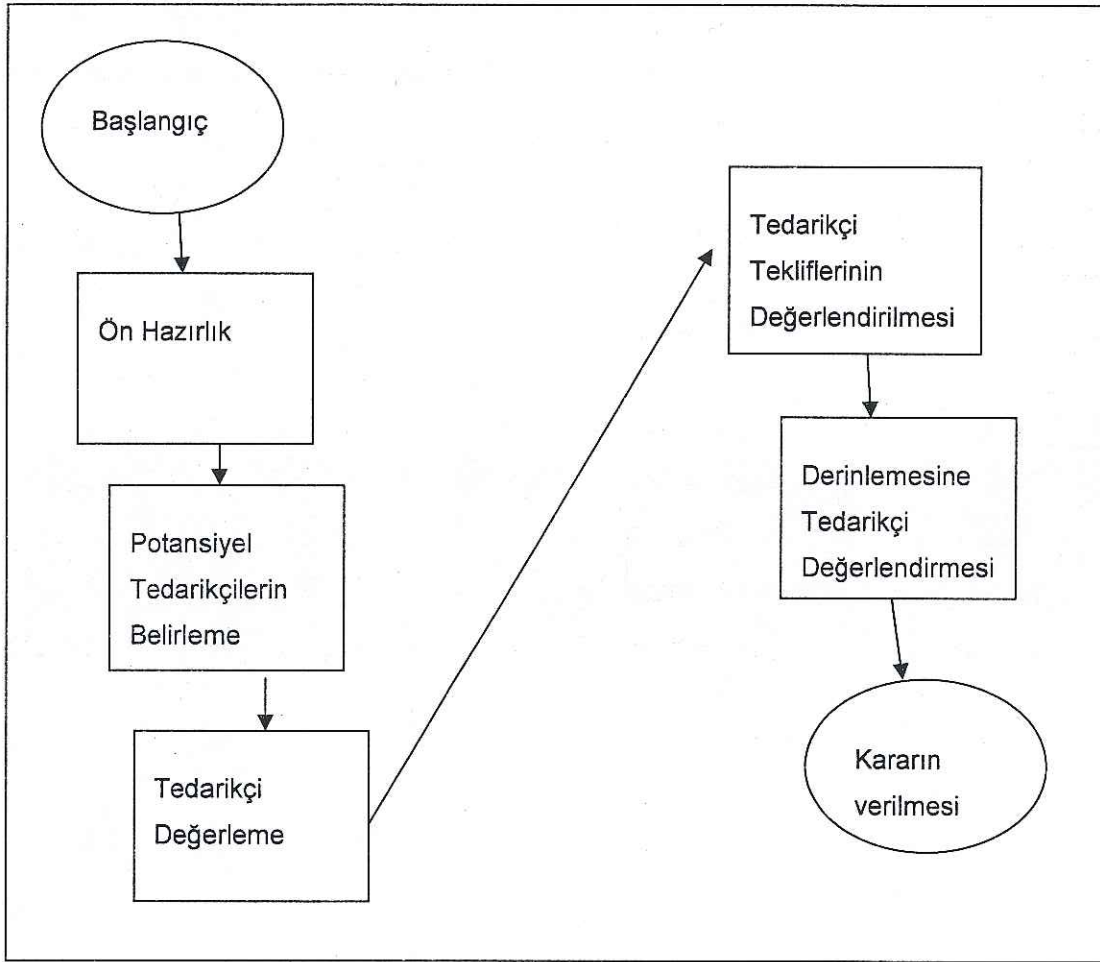 Başlangıç
Ön Hazırlık
Potansiyel
Tedarikçilerin
Belirleme
Tedarikçi
Değerleme
Tedarikçi
Tekliflerinin
Değerlendirilmesi
Derinlemesine
Tedarikçi
Değerlendirmesi
Kararın
verilmesi